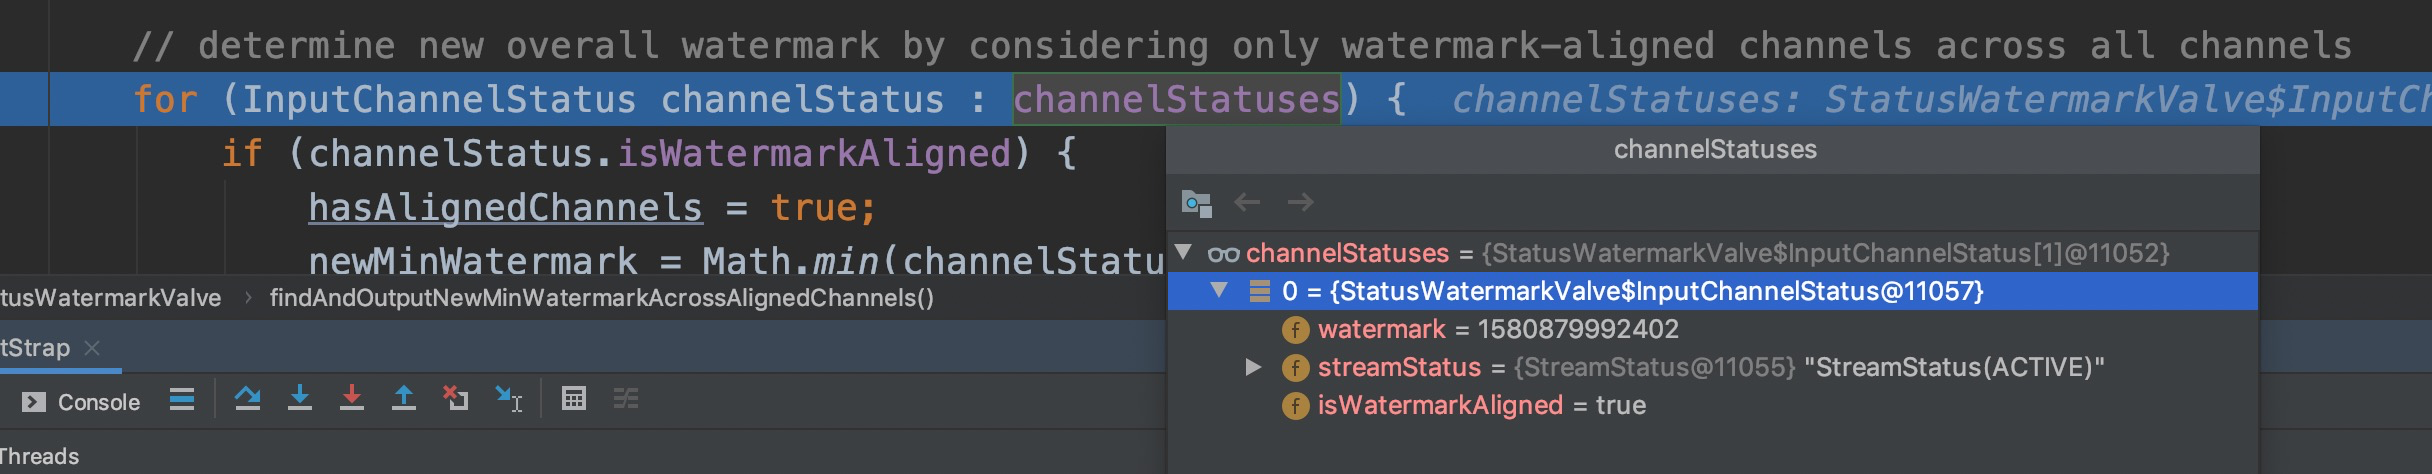 // determine new overall watermark by considering only watermark-aligned channels across all channels
for (InputChannelStatus channelStatus : channelStatuses) { channelStatuses: StatusWatermarkValve$InputCh
if (channelStatus.isWatermarkAligned) {
hasAlignedChannels = true;
newMinWatermark = Math.min(channelStatu
channelStatuses
channelStatuses = {StatusWatermarkValve$InputChannelStatus[1]@11052}
0 = {StatusWatermarkValve$InputChannelStatus@11057}
watermark = 1580879992402
streamStatus = {StreamStatus@11055} "StreamStatus(ACTIVE)"
isWatermarkAligned = true
tusWatermarkValve › findAndOutputNewMinWatermarkAcrossAlignedChannels()
tStrap ×
Console
Threads